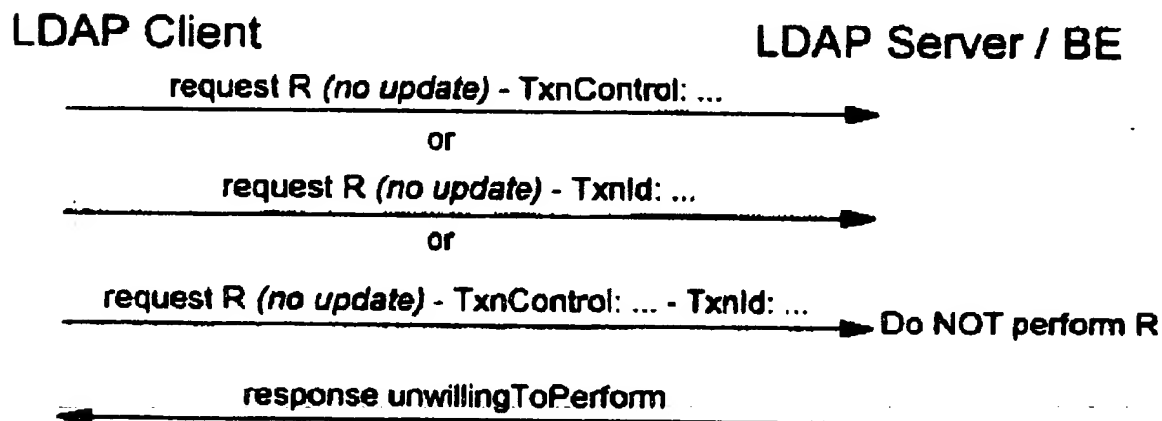 LDAP Client
LDAP Server / BE
request R (no update) - TxnControl: ...
or
request R (no update) - TxnId: ...
or
request R (no update) - TxnControl: ... - TxnId: ...
Do NOT perform R
response unwillingToPerform